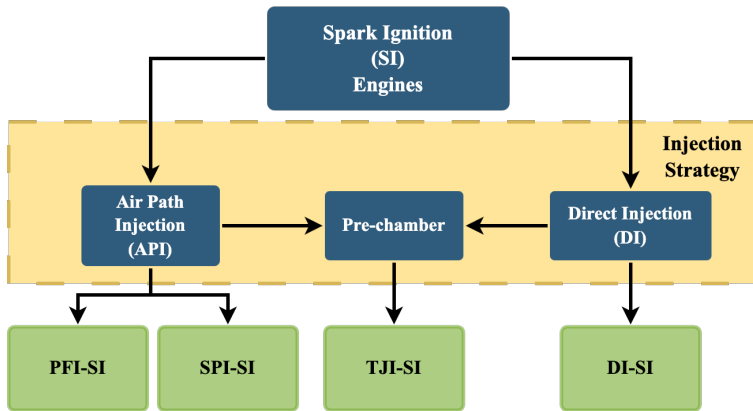 Spark Ignition
(SI)
Engines
Injection
Strategy
Air Path
Injection
(API)
Pre-chamber
Direct Injection
(DI)
PFI-SI
SPI-SI
TJI-SI
DI-SI